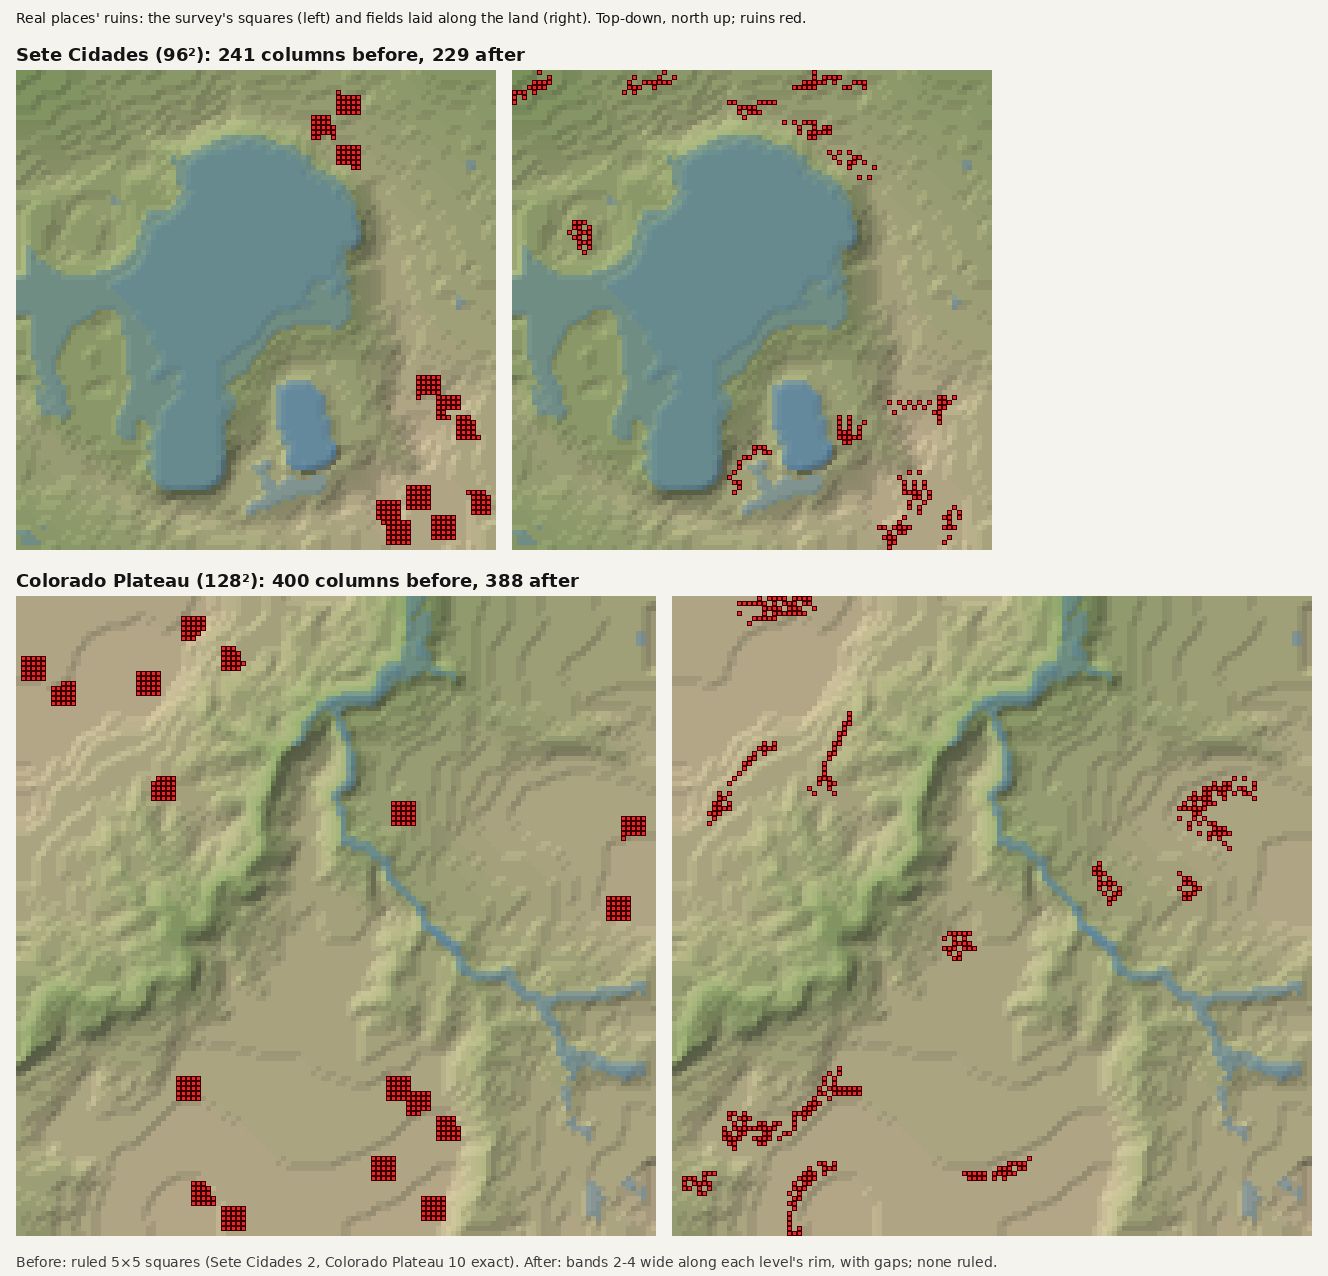 Real places' ruins: the survey's squares (left) and fields laid along the land (right). Top-down, north up; ruins red.
Sete Cidades (96²): 241 columns before, 229 after
Colorado Plateau (128²): 400 columns before, 388 after
Before: ruled 5×5 squares (Sete Cidades 2, Colorado Plateau 10 exact). After: bands 2-4 wide along each level's rim, with gaps; none ruled.